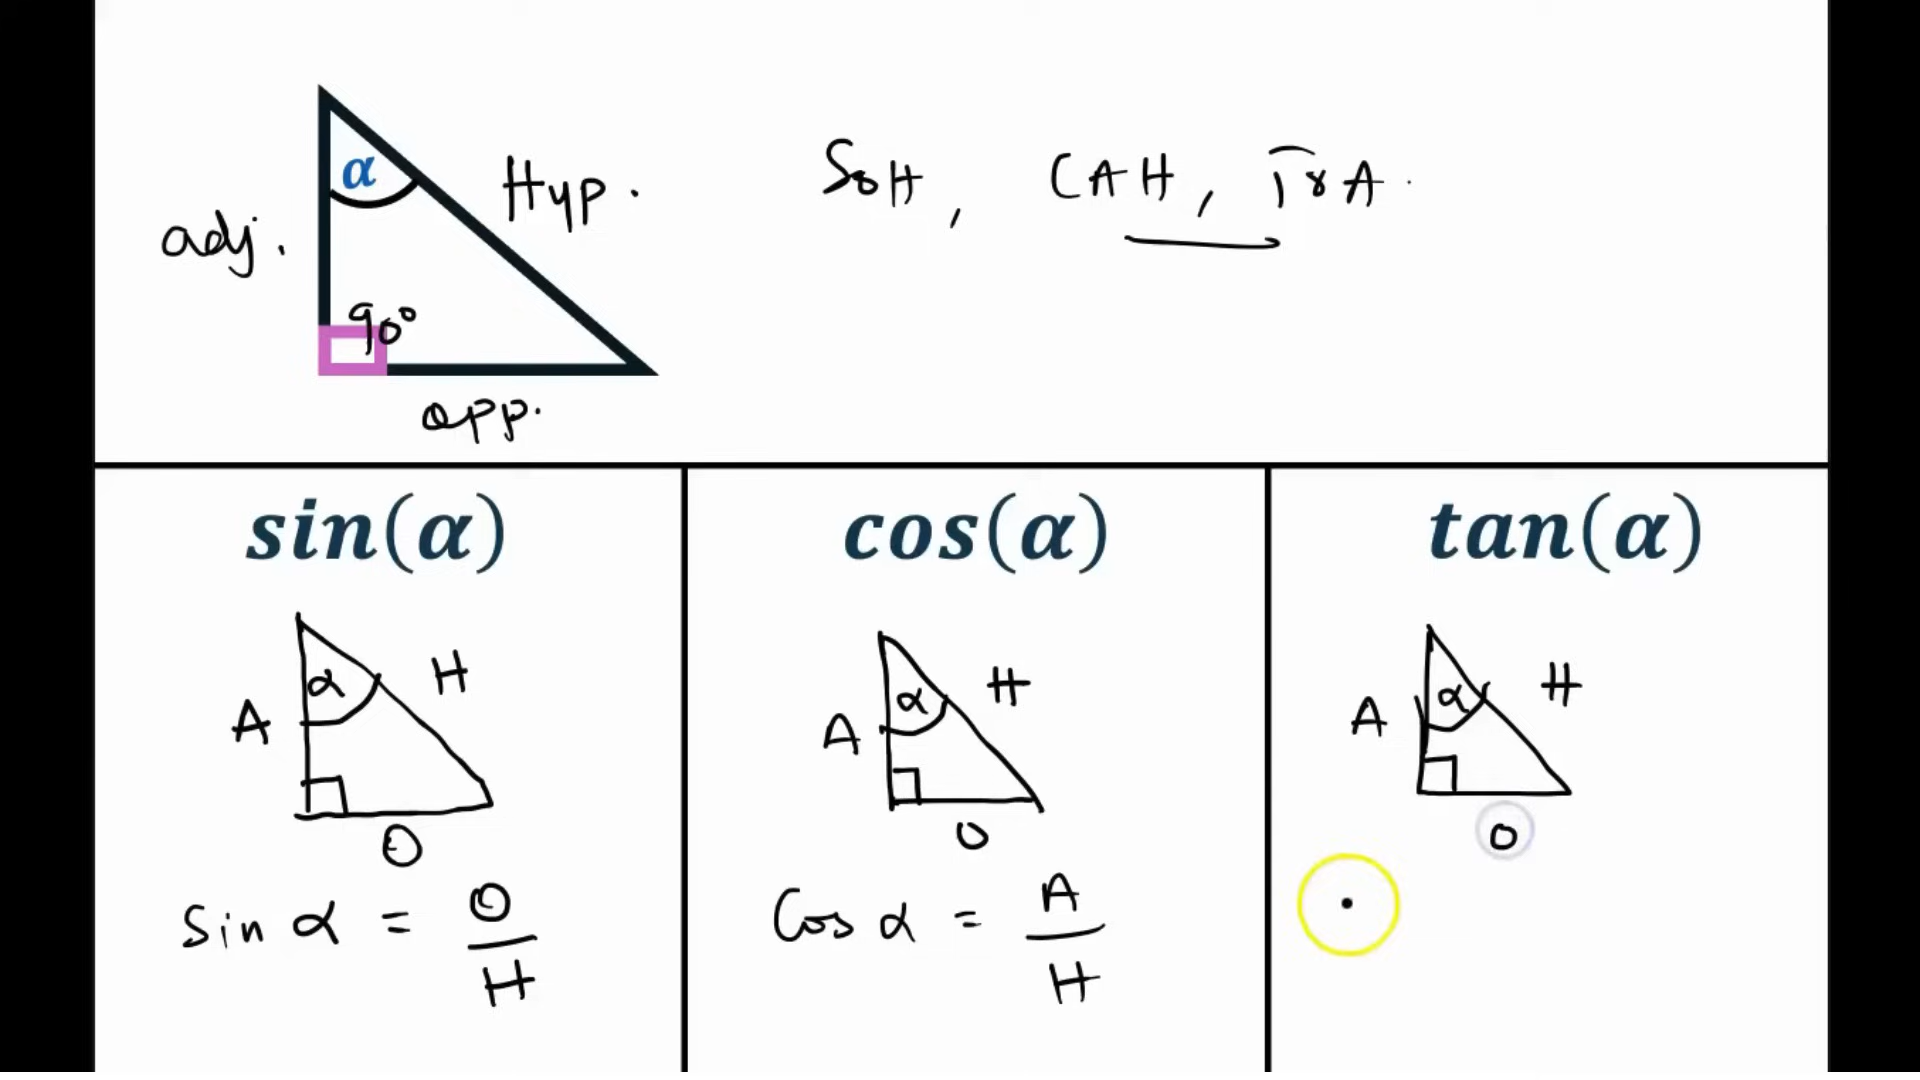 α
Hyp.
adj.
90°
opp.
SOH, CAH, TOA.
sin(α)
α
H
A
O
sin α = O/H
cos(α)
α
H
A
O
Cos α = A/H
tan(α)
α
H
A
O